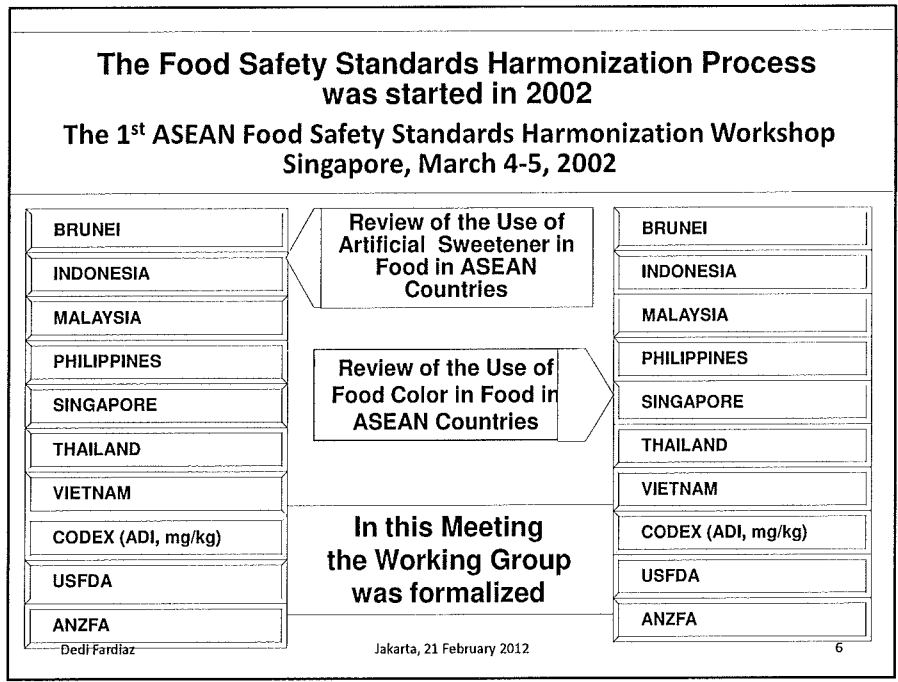 The Food Safety Standards Harmonization Process
was started in 2002
The 1st ASEAN Food Safety Standards Harmonization Workshop
Singapore, March 4-5, 2002
BRUNEI
INDONESIA
MALAYSIA
PHILIPPINES
SINGAPORE
THAILAND
VIETNAM
CODEX (ADI, mg/kg)
USFDA
ANZFA
Review of the Use of
Artificial Sweetener in
Food in ASEAN
Countries
Review of the Use of
Food Color in Food in
ASEAN Countries
In this Meeting
the Working Group
was formalized
BRUNEI
INDONESIA
MALAYSIA
PHILIPPINES
SINGAPORE
THAILAND
VIETNAM
CODEX (ADI, mg/kg)
USFDA
ANZFA
Dedi Fardiaz
Jakarta, 21 February 2012
6